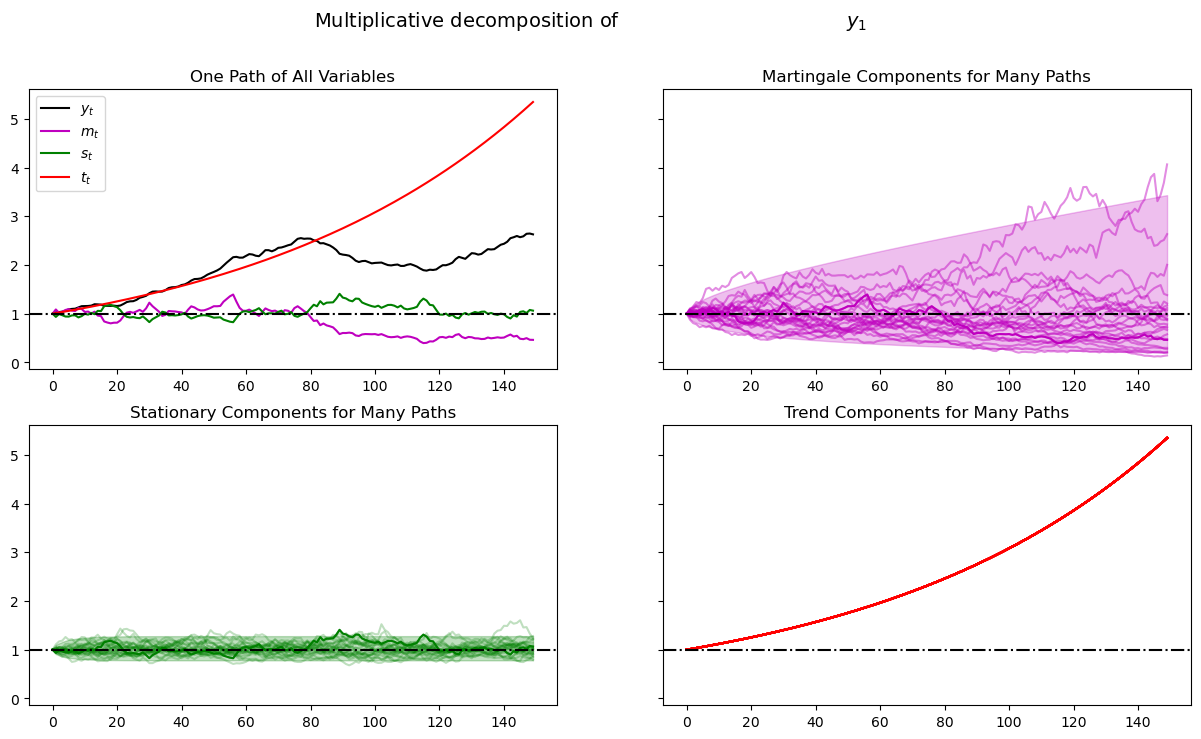 Multiplicative decomposition of y₁
One Path of All Variables
Martingale Components for Many Paths
5
4
3
2
1
0
yₜ
mₜ
sₜ
tₜ
0 20 40 60 80 100 120 140
0 20 40 60 80 100 120 140
Stationary Components for Many Paths
Trend Components for Many Paths
5
4
3
2
1
0
0 20 40 60 80 100 120 140
0 20 40 60 80 100 120 140